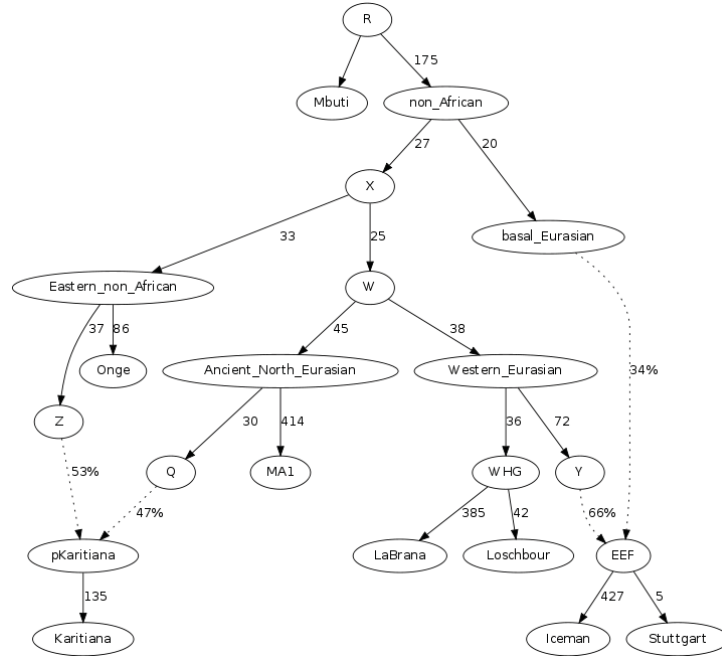 R
175
Mbuti
non_African
27
20
X
33
25
basal_Eurasian
Eastern_non_African
W
37
86
45
38
Onge
Ancient_North_Eurasian
Western_Eurasian
34%
Z
30
414
36
72
53%
Q
MA1
WHG
Y
47%
385
42
66%
pKaritiana
LaBrana
Loschbour
EEF
135
427
5
Karitiana
Iceman
Stuttgart